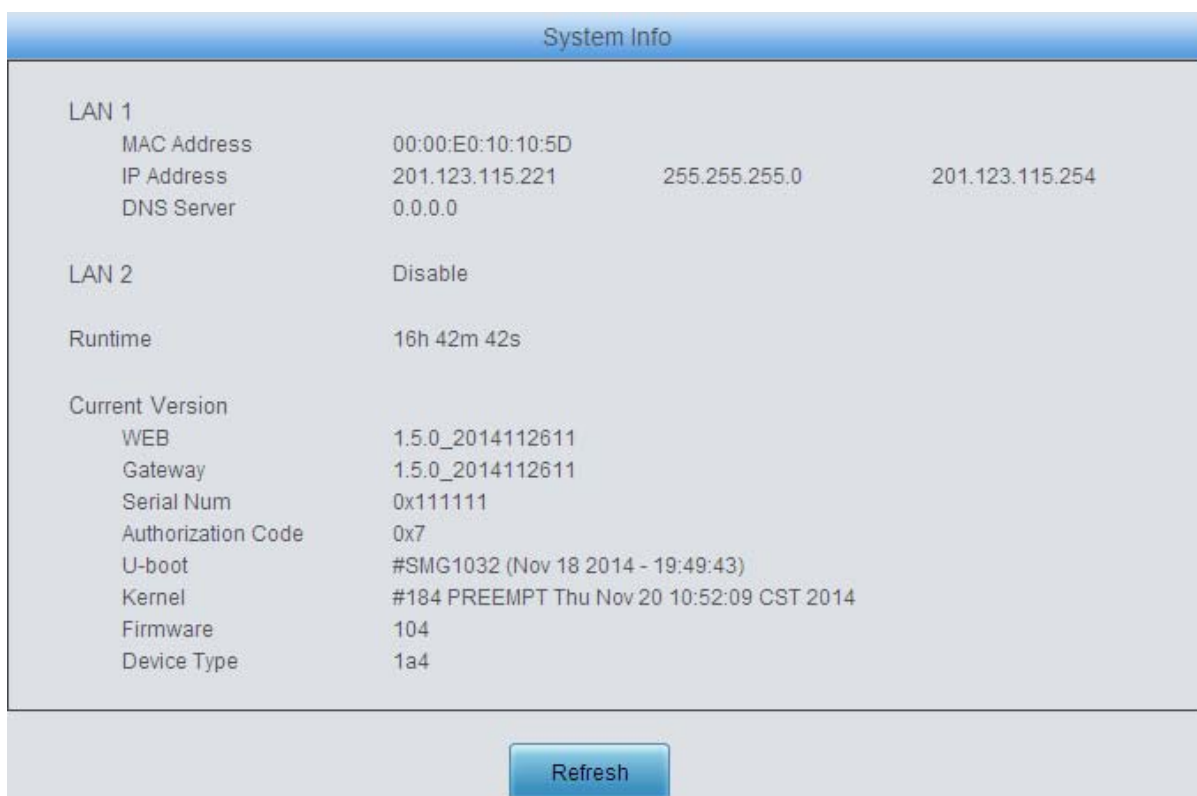 System Info
LAN 1
MAC Address 00:00:E0:10:10:5D
IP Address 201.123.115.221 255.255.255.0 201.123.115.254
DNS Server 0.0.0.0
LAN 2 Disable
Runtime 16h 42m 42s
Current Version
WEB 1.5.0_2014112611
Gateway 1.5.0_2014112611
Serial Num 0x111111
Authorization Code 0x7
U-boot #SMG1032 (Nov 18 2014 - 19:49:43)
Kernel #184 PREEMPT Thu Nov 20 10:52:09 CST 2014
Firmware 104
Device Type 1a4
Refresh